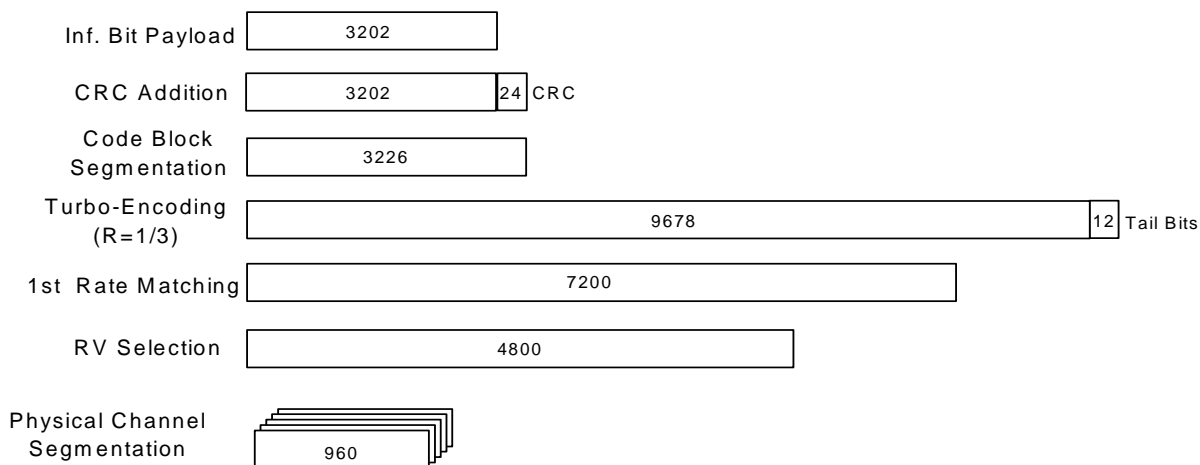 Inf. Bit Payload 3202
CRC Addition 3202 24 CRC
Code Block
Segmentation 3226
Turbo-Encoding
(R=1/3) 9678 12 Tail Bits
1st Rate Matching 7200
RV Selection 4800
Physical Channel
Segmentation 960